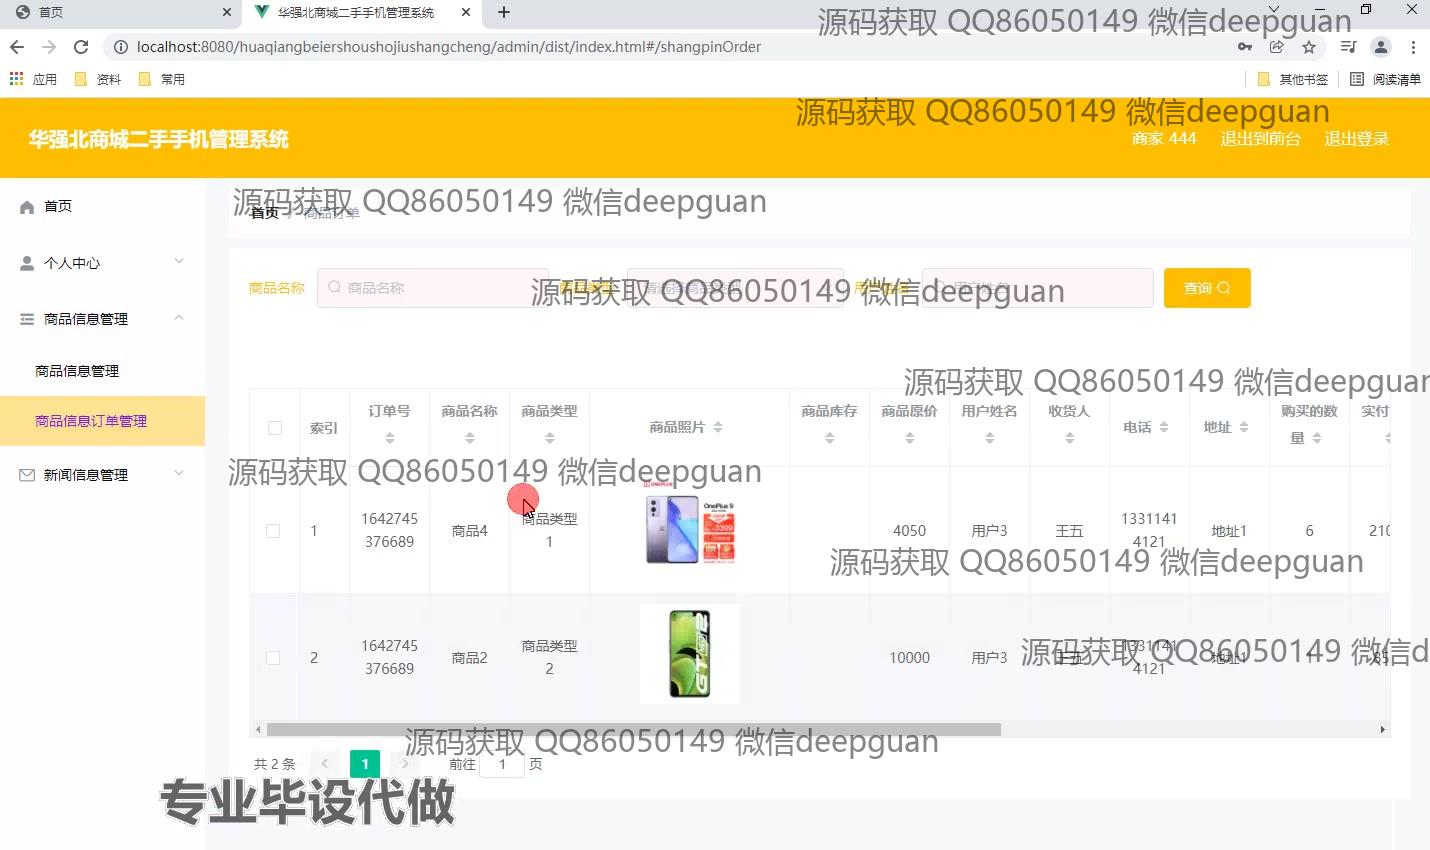 首页
华强北商城二手手机管理系统
源码获取 QQ86050149 微信deepguan
localhost:8080/huaqiangbeiershoushojiushangcheng/admin/dist/index.html#/shangpinOrder
应用 资料 常用 其他书签 阅读清单
源码获取 QQ86050149 微信deepguan
华强北商城二手手机管理系统 商家 444 退出到前台 退出登录
源码获取 QQ86050149 微信deepguan
首页 / 商品订单
首页
个人中心
商品信息管理
商品信息管理
商品信息订单管理
新闻信息管理
商品名称 商品名称 查询
源码获取 QQ86050149 微信deepguan
源码获取 QQ86050149 微信deepguan
索引 订单号 商品名称 商品类型 商品照片 商品库存 商品原价 用户姓名 收货人 电话 地址 购买的数量 实付
源码获取 QQ86050149 微信deepguan
1 1642745376689 商品4 商品类型1 4050 用户3 王五 13311414121 地址1 6 210
OnePlus 9
3399
源码获取 QQ86050149 微信deepguan
2 1642745376689 商品2 商品类型2 10000 用户3 王五 13311414121 地址1
源码获取 QQ86050149 微信d
源码获取 QQ86050149 微信deepguan
共 2 条 1 前往 1 页
专业毕设代做